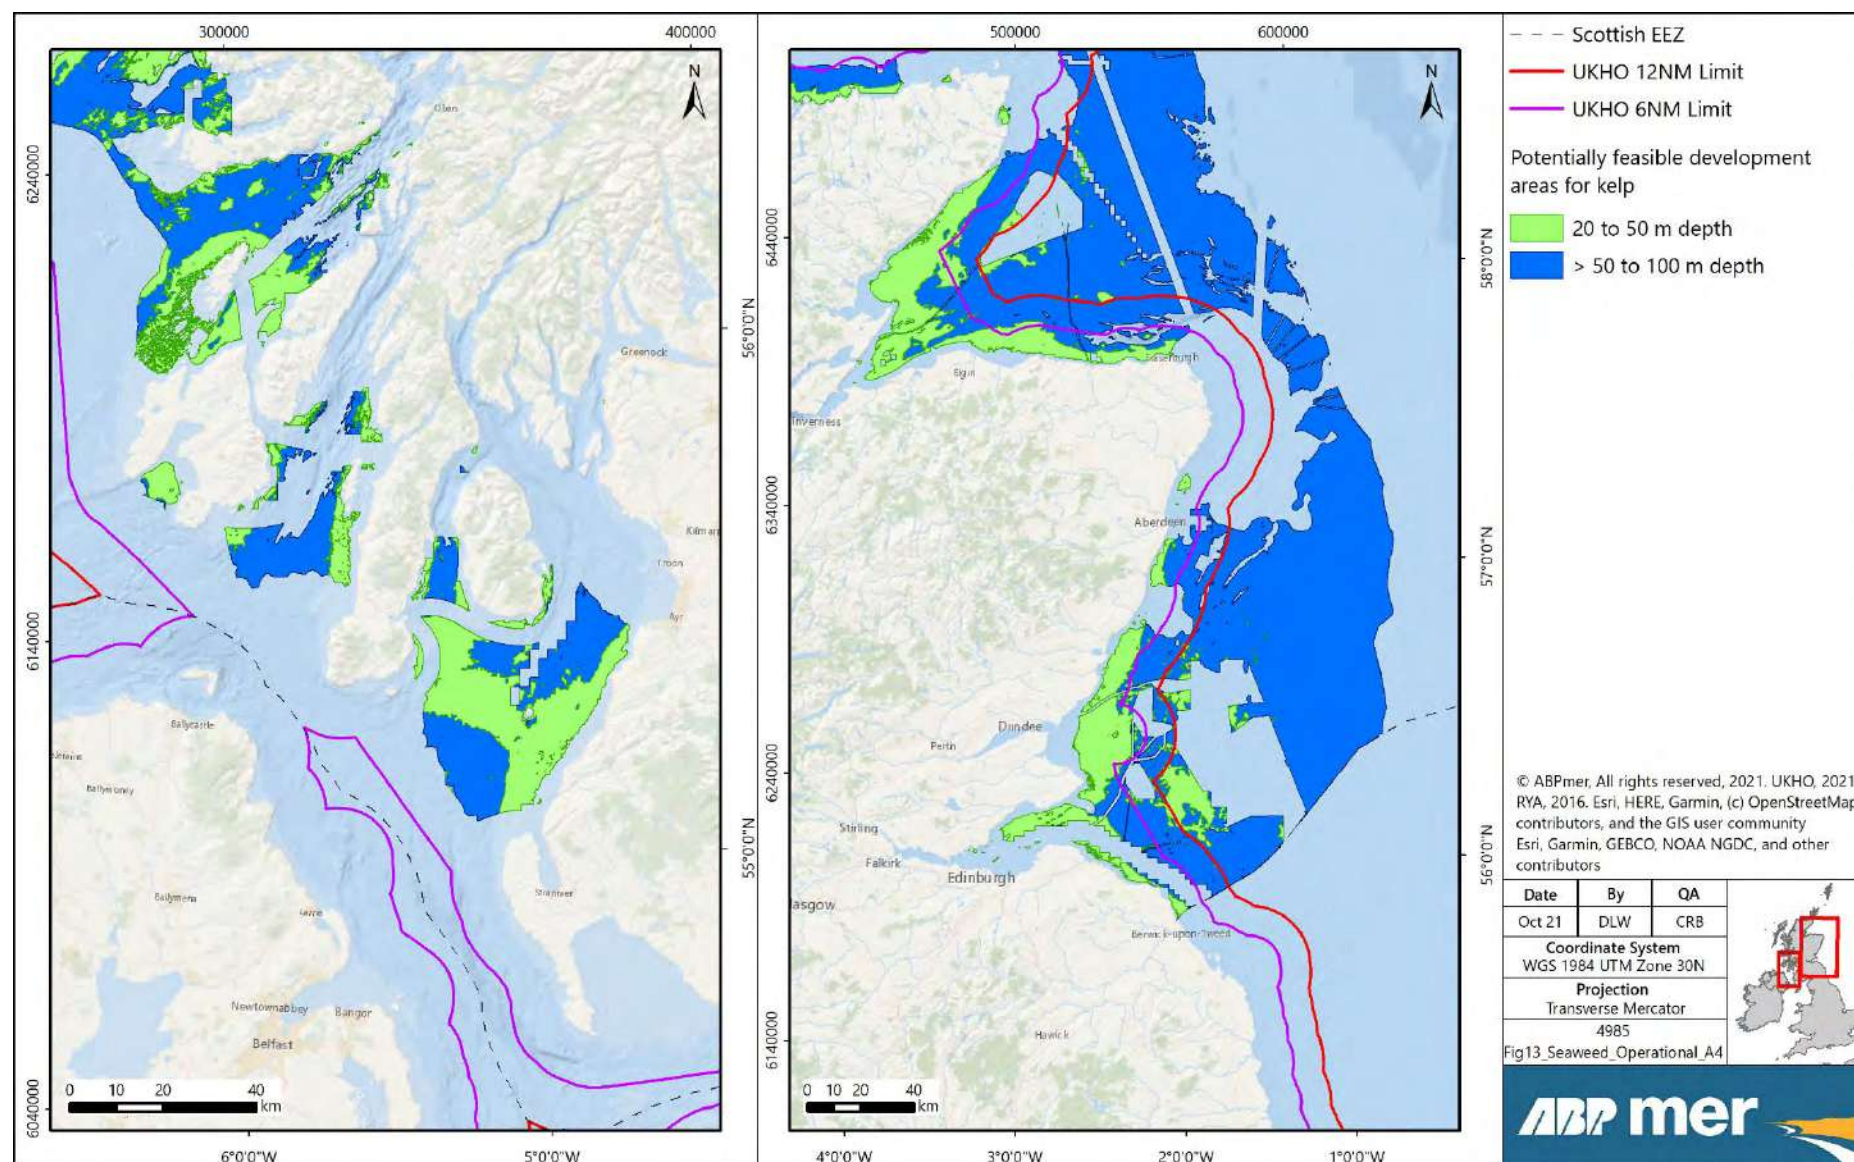 300000
400000
N
Oban
6240000
56°0'0"N
Greenock
Kilmar
Troon
Ayr
6140000
Ballycastle
Ballymoney
55°0'0"N
Stranraer
Ballymena
Larne
Newtownabbey
Bangor
Belfast
0 10 20 40
km
6040000
6°0'0"W
5°0'0"W
500000
600000
N
6440000
58°0'0"N
Fraserburgh
Elgin
Inverness
6340000
Aberdeen
57°0'0"N
Dundee
Perth
6240000
Stirling
Falkirk
Edinburgh
56°0'0"N
lasgow
Berwick-upon-Tweed
Hawick
6140000
0 10 20 40
km
4°0'0"W
3°0'0"W
2°0'0"W
1°0'0"W
Scottish EEZ
UKHO 12NM Limit
UKHO 6NM Limit
Potentially feasible development
areas for kelp
20 to 50 m depth
> 50 to 100 m depth
© ABPmer, All rights reserved, 2021. UKHO, 2021
RYA, 2016. Esri, HERE, Garmin, (c) OpenStreetMap
contributors, and the GIS user community
Esri, Garmin, GEBCO, NOAA NGDC, and other
contributors
Date By QA
Oct 21 DLW CRB
Coordinate System
WGS 1984 UTM Zone 30N
Projection
Transverse Mercator
4985
Fig13_Seaweed_Operational_A4
ABPmer